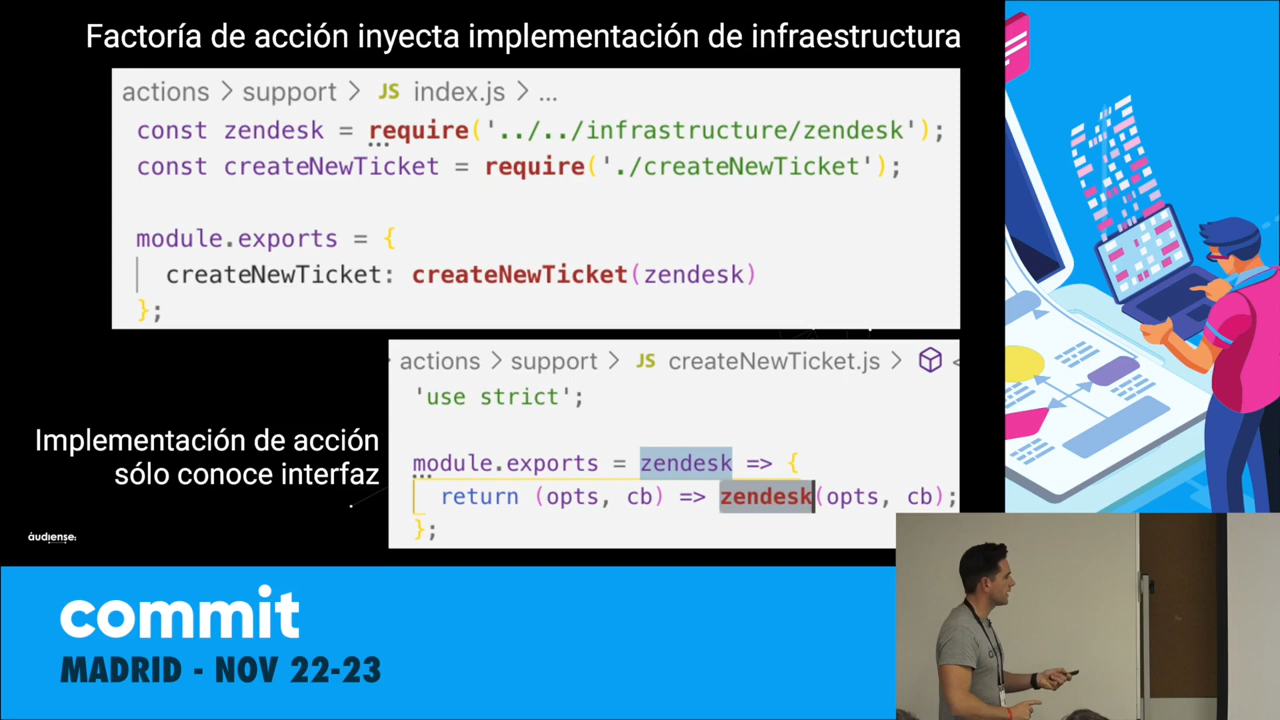 Factoría de acción inyecta implementación de infraestructura
actions > support > JS index.js > ...
const zendesk = require('../../infrastructure/zendesk');
const createNewTicket = require('./createNewTicket');
module.exports = {
createNewTicket: createNewTicket(zendesk)
};
actions > support > JS createNewTicket.js >
'use strict';
module.exports = zendesk => {
return (opts, cb) => zendesk(opts, cb);
};
Implementación de acción
sólo conoce interfaz
audiense:
commit
MADRID - NOV 22-23